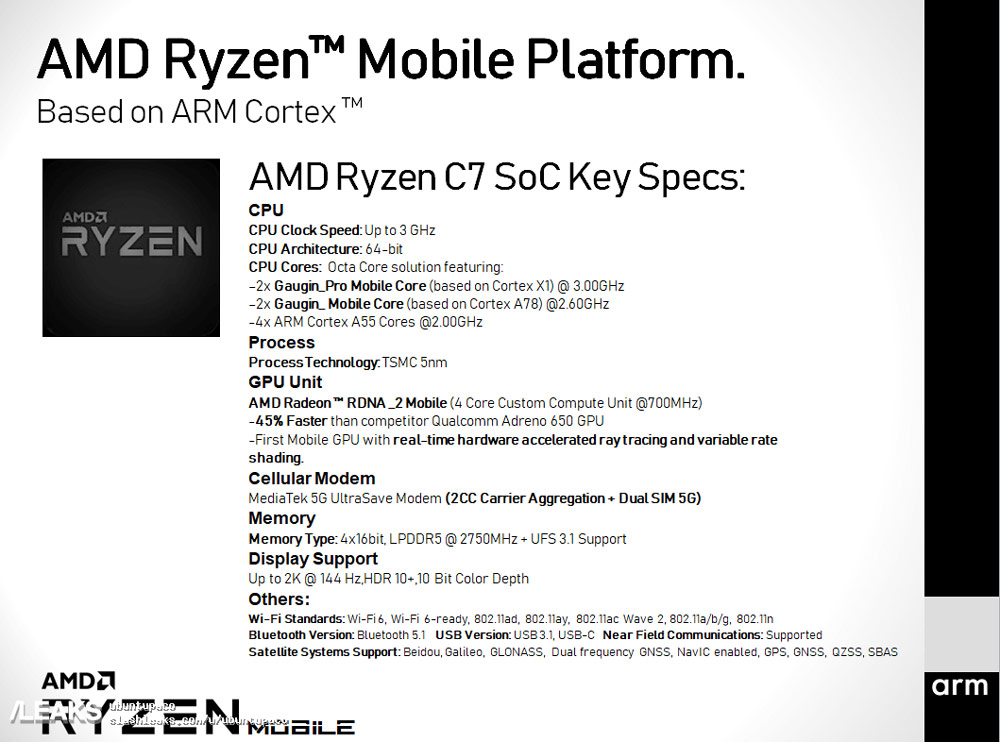 AMD Ryzen™ Mobile Platform.
Based on ARM Cortex™
AMD
RYZEN
AMD Ryzen C7 SoC Key Specs:
CPU
CPU Clock Speed: Up to 3 GHz
CPU Architecture: 64-bit
CPU Cores: Octa Core solution featuring:
-2x Gaugin_Pro Mobile Core (based on Cortex X1) @ 3.00GHz
-2x Gaugin_ Mobile Core (based on Cortex A78) @2.60GHz
-4x ARM Cortex A55 Cores @2.00GHz
Process
Process Technology: TSMC 5nm
GPU Unit
AMD Radeon™ RDNA_2 Mobile (4 Core Custom Compute Unit @700MHz)
-45% Faster than competitor Qualcomm Adreno 650 GPU
-First Mobile GPU with real-time hardware accelerated ray tracing and variable rate
shading.
Cellular Modem
MediaTek 5G UltraSave Modem (2CC Carrier Aggregation + Dual SIM 5G)
Memory
Memory Type: 4x16bit, LPDDR5 @ 2750MHz + UFS 3.1 Support
Display Support
Up to 2K @ 144 Hz,HDR 10+,10 Bit Color Depth
Others:
Wi-Fi Standards: Wi-Fi 6, Wi-Fi 6-ready, 802.11ad, 802.11ay, 802.11ac Wave 2, 802.11a/b/g, 802.11n
Bluetooth Version: Bluetooth 5.1 USB Version: USB 3.1, USB-C Near Field Communications: Supported
Satellite Systems Support: Beidou, Galileo, GLONASS, Dual frequency GNSS, NavIC enabled, GPS, GNSS, QZSS, SBAS
AMD
RYZEN MOBILE
/LEAKS ubuntupaco
slashleaks.com/u/ubuntupaco
arm